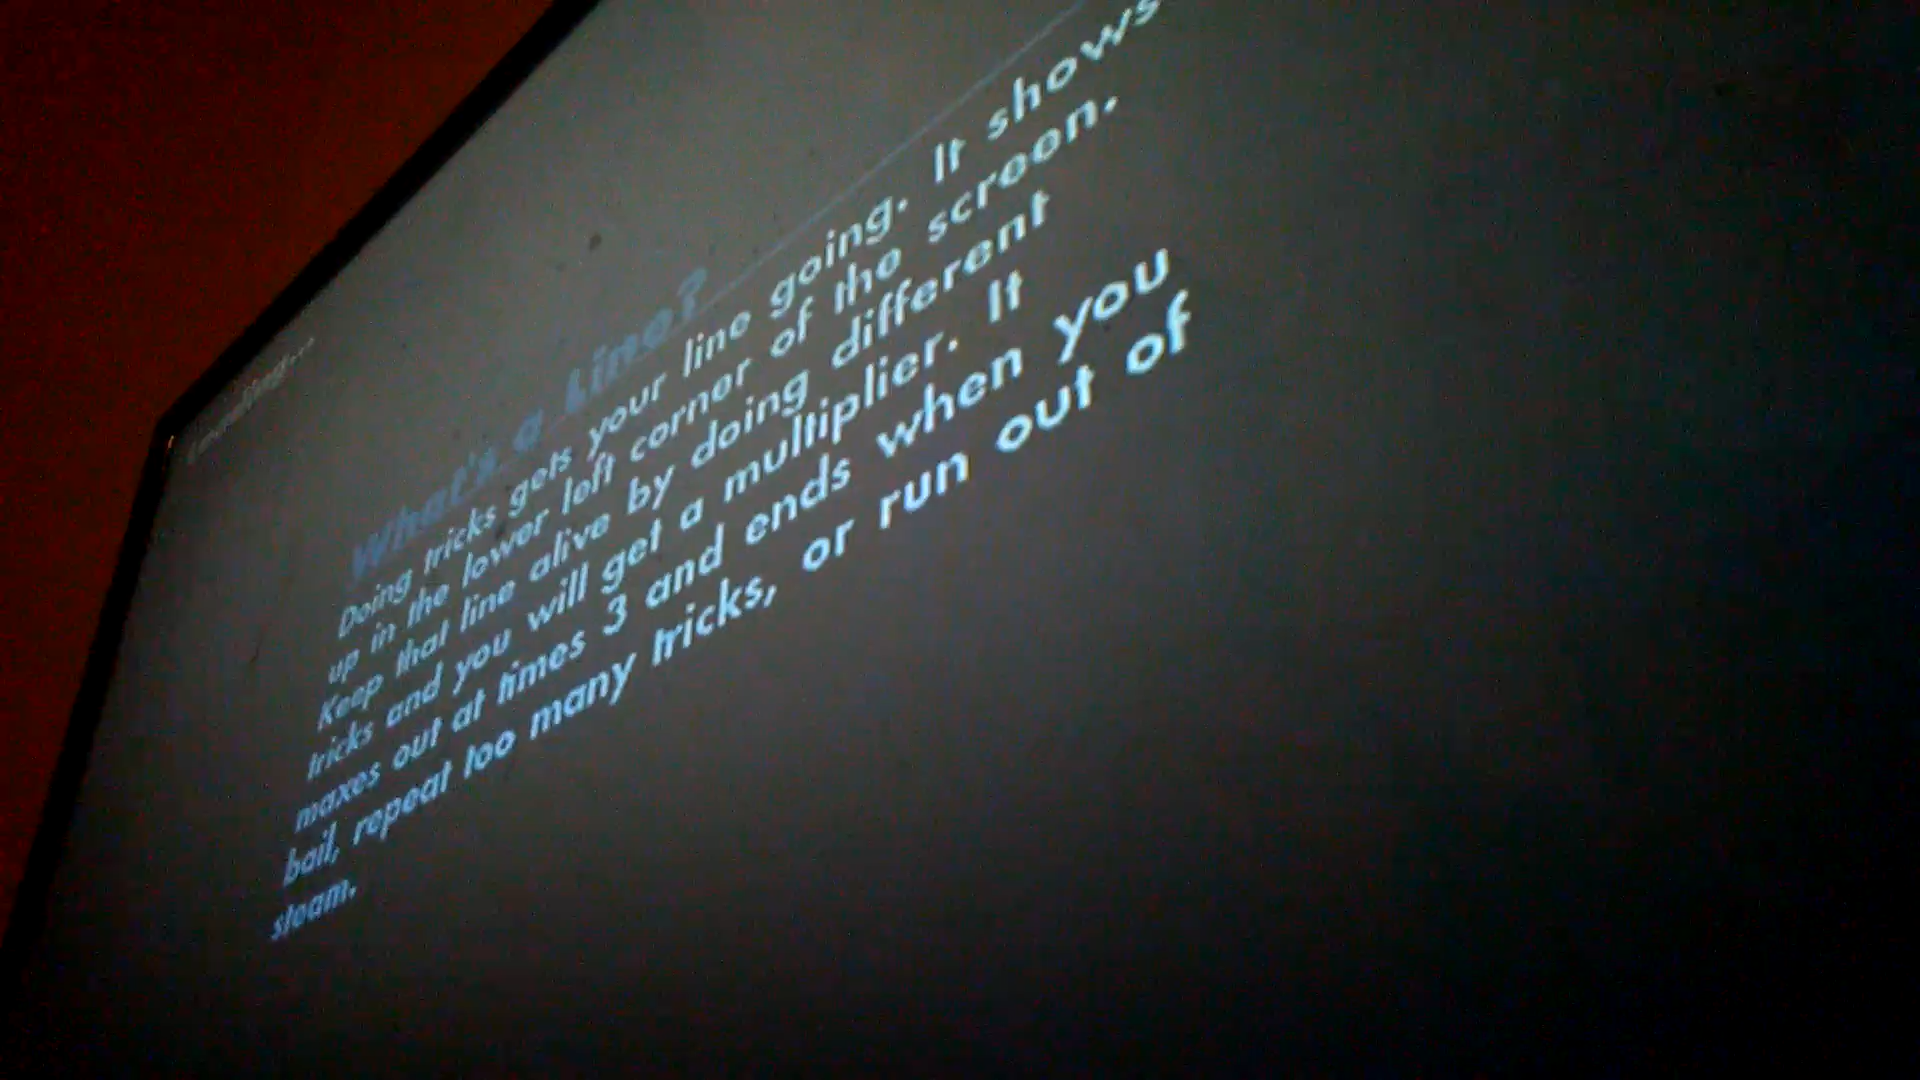 Loading...
What's a Line?
Doing tricks gets your line going. It shows
up in the lower left corner of the screen.
Keep that line alive by doing different
tricks and you will get a multiplier. It
maxes out at times 3 and ends when you
bail, repeat too many tricks, or run out of
steam.